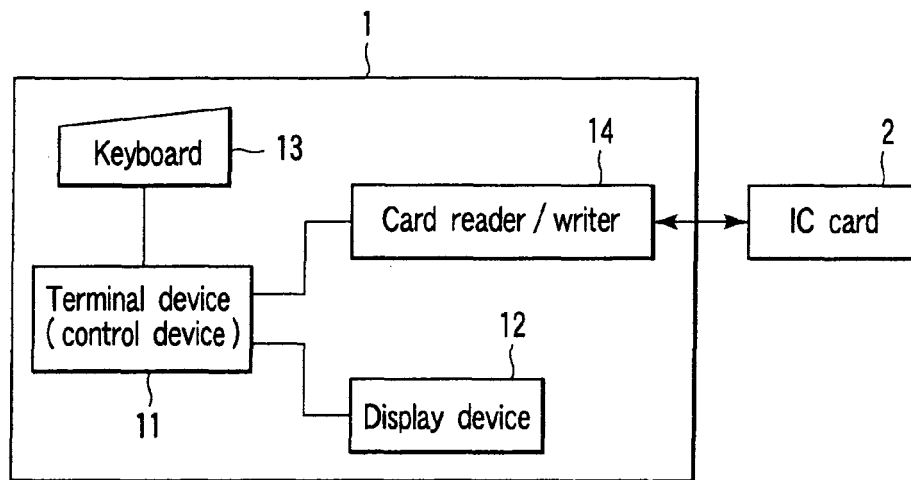 1
Keyboard
13
14
2
Card reader / writer
IC card
Terminal device
( control device )
12
11
Display device